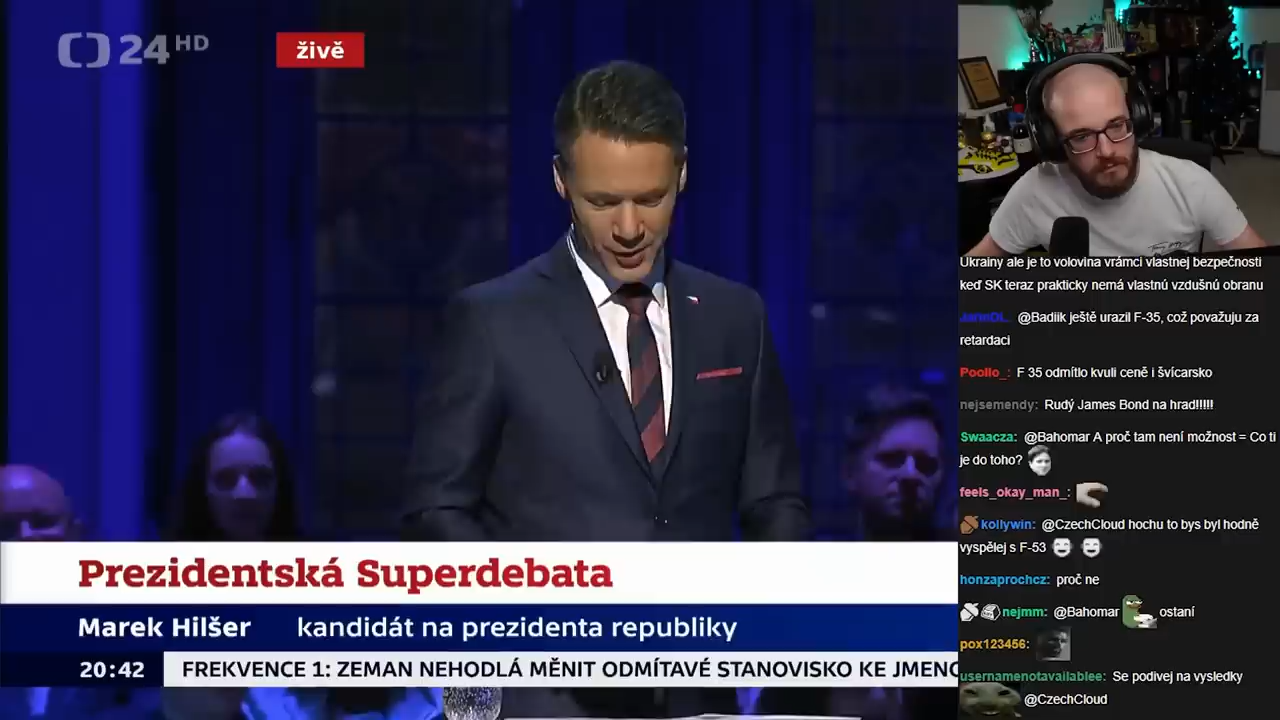 24 HD
živě
Prezidentská Superdebata
Marek Hilšer kandidát na prezidenta republiky
20:42 FREKVENCE 1: ZEMAN NEHODLÁ MĚNIT ODMÍTAVÉ STANOVISKO KE JMENO
Ukrainy ale je to volovina vrámci vlastnej bezpečnosti
keď SK teraz prakticky nemá vlastnú vzdušnú obranu
@Badlik ještě urazil F-35, což považuju za
retardaci
Poollo_: F 35 odmítlo kvuli ceně i švícarsko
nejsemendy: Rudý James Bond na hrad!!!!!
Swaacza: @Bahomar A proč tam není možnost = Co ti
je do toho?
feels_okay_man_:
kollywin: @CzechCloud hochu to bys byl hodně
vyspělej s F-53
honzaprochcz: proč ne
nejmm: @Bahomar ostaní
pox123456:
usernamenotavailablee: Se podivej na vysledky
@CzechCloud